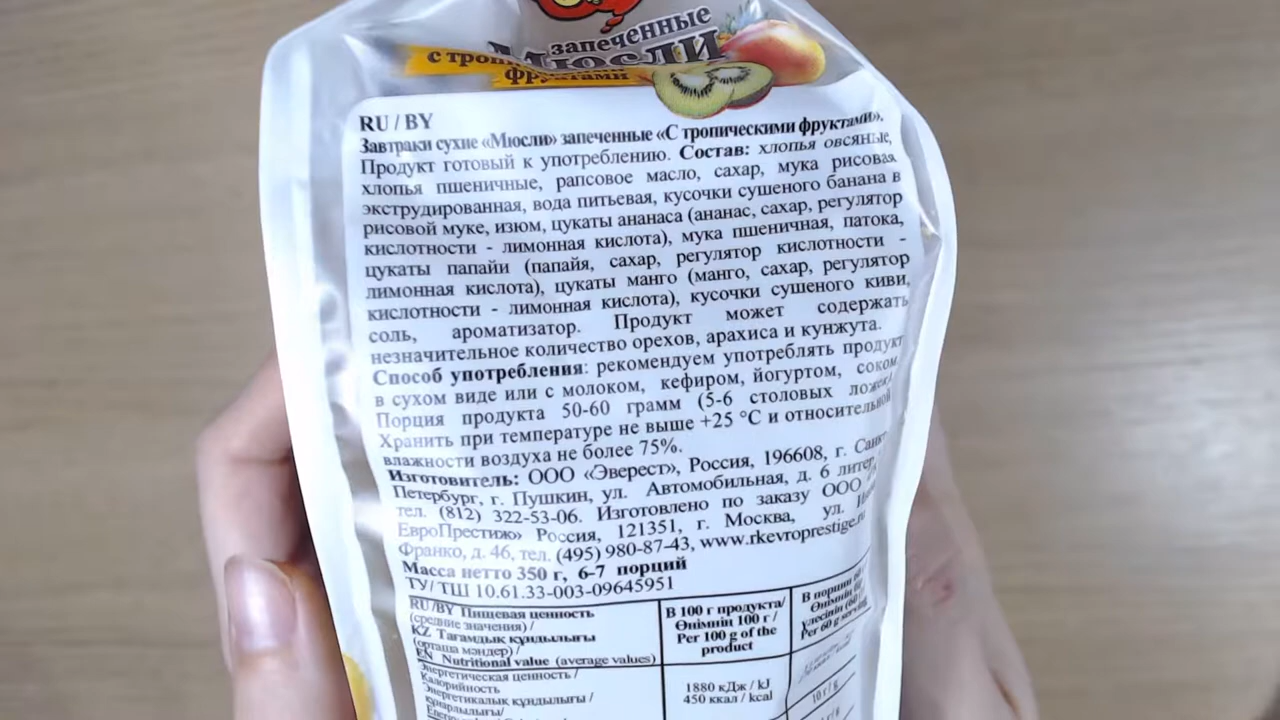 запеченные
Мюсли
с
фруктами
RU / BY
Завтраки сухие «Мюсли» запеченные «С тропическими фруктами».
Продукт готовый к употреблению. Состав: хлопья овсяные,
хлопья пшеничные, рапсовое масло, сахар, мука рисовая
экструдированная, вода питьевая, кусочки сушеного банана в
рисовой муке, изюм, цукаты ананаса (ананас, сахар, регулятор
кислотности - лимонная кислота), мука пшеничная, патока,
цукаты папайи (папайя, сахар, регулятор кислотности -
лимонная кислота), цукаты манго (манго, сахар, регулятор
кислотности - лимонная кислота), кусочки сушеного киви,
соль, ароматизатор. Продукт может содержать
незначительное количество орехов, арахиса и кунжута.
Способ употребления: рекомендуем употреблять продукт
в сухом виде или с молоком, кефиром, йогуртом, соком.
Порция продукта 50-60 грамм (5-6 столовых ложек).
Хранить при температуре не выше +25 °C и относительной
влажности воздуха не более 75%.
Изготовитель: ООО «Эверест», Россия, 196608, г. Санкт-
Петербург, г. Пушкин, ул. Автомобильная, д. 6 литер
тел. (812) 322-53-06. Изготовлено по заказу ООО
ЕвроПрестиж» Россия, 121351, г. Москва, ул.
Франко, д. 46, тел. (495) 980-87-43, www.rkevroprestige.ru
Масса нетто 350 г, 6-7 порций
ТУ/ ТШ 10.61.33-003-09645951
RU/BY Пищевая ценность
(средние значения) /
KZ Тағамдық құндылығы
(орташа мәндер) /
EN Nutritional value (average values)
В 100 г продукта/
Өнімнің 100 г /
Per 100 g of the
product
В порции
Өнімнің
үлесінің
Per 60 g serving
Энергетическая ценность /
Калорийность
Энергетикалық құндылығы /
1880 кДж / kJ
450 ккал / kcal
10 г / g